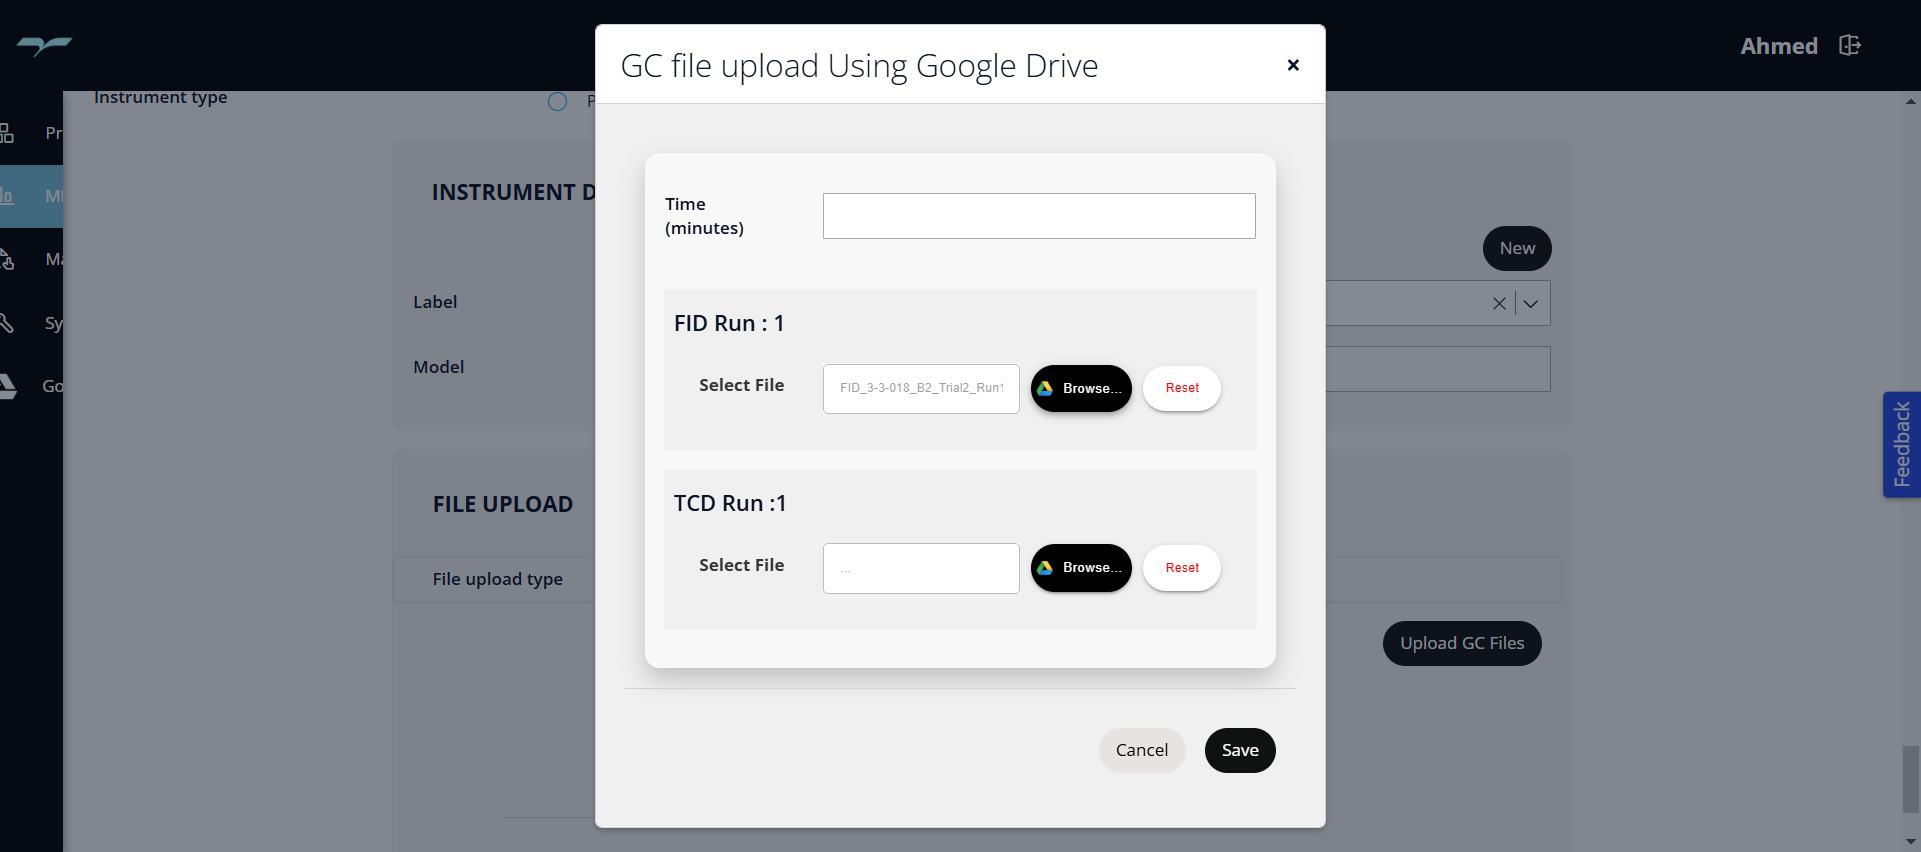 GC file upload Using Google Drive
×
Ahmed
Instrument type
P
Pr
INSTRUMENT D
Time
(minutes)
New
Label
FID Run : 1
Model
Select File
FID_3-3-018_B2_Trial2_Run1
Browse...
Reset
Go
Feedback
FILE UPLOAD
TCD Run :1
File upload type
Select File
...
Browse...
Reset
Upload GC Files
Cancel
Save
Ma
Sy